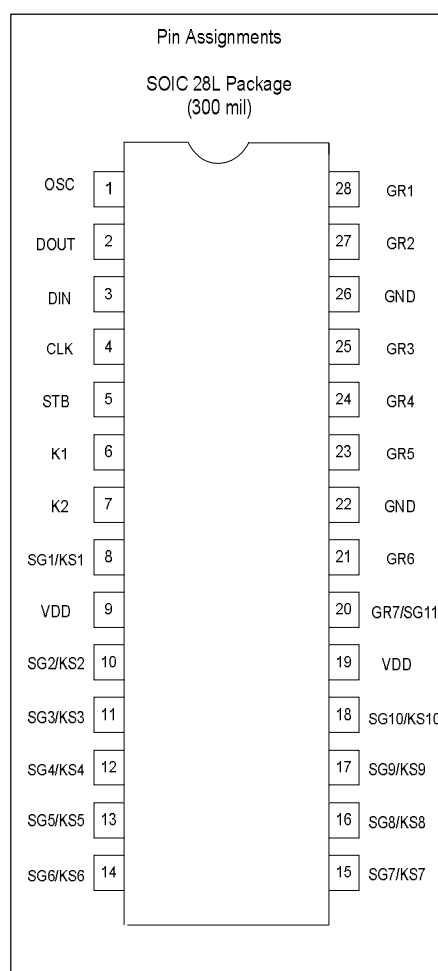 Pin Assignments
SOIC 28L Package
(300 mil)
OSC 1 28 GR1
DOUT 2 27 GR2
DIN 3 26 GND
CLK 4 25 GR3
STB 5 24 GR4
K1 6 23 GR5
K2 7 22 GND
SG1/KS1 8 21 GR6
VDD 9 20 GR7/SG11
SG2/KS2 10 19 VDD
SG3/KS3 11 18 SG10/KS10
SG4/KS4 12 17 SG9/KS9
SG5/KS5 13 16 SG8/KS8
SG6/KS6 14 15 SG7/KS7